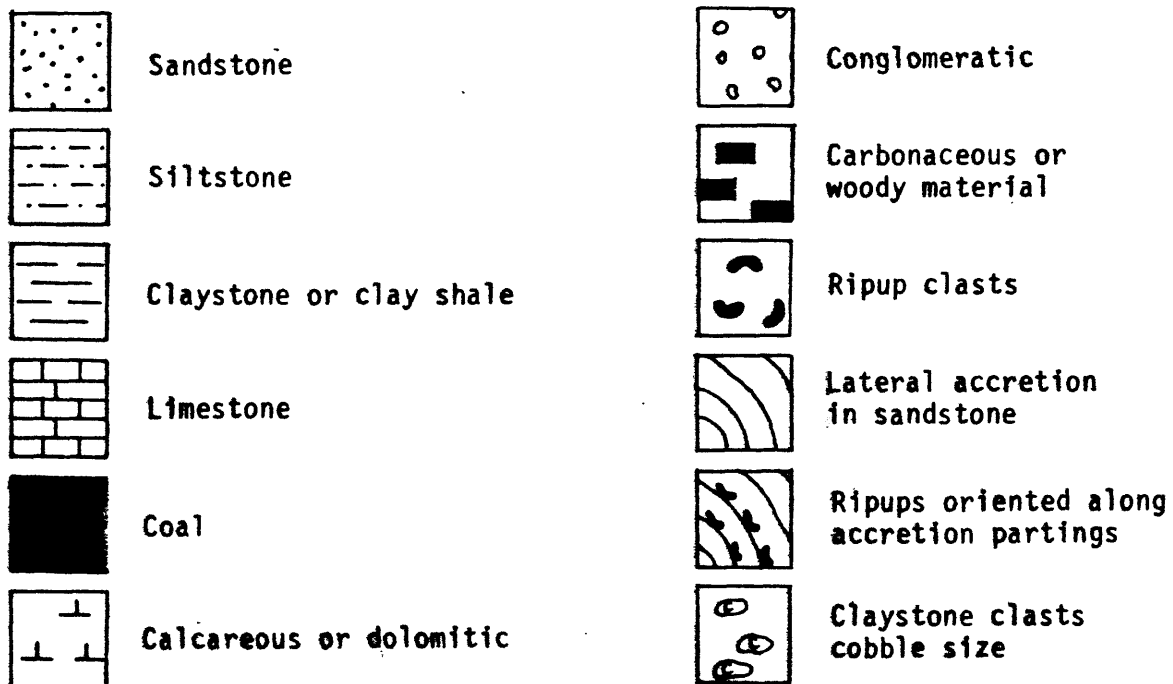 Sandstone
Siltstone
Claystone or clay shale
Limestone
Coal
Calcareous or dolomitic
Conglomeratic
Carbonaceous or
woody material
Ripup clasts
Lateral accretion
in sandstone
Ripups oriented along
accretion partings
Claystone clasts
cobble size